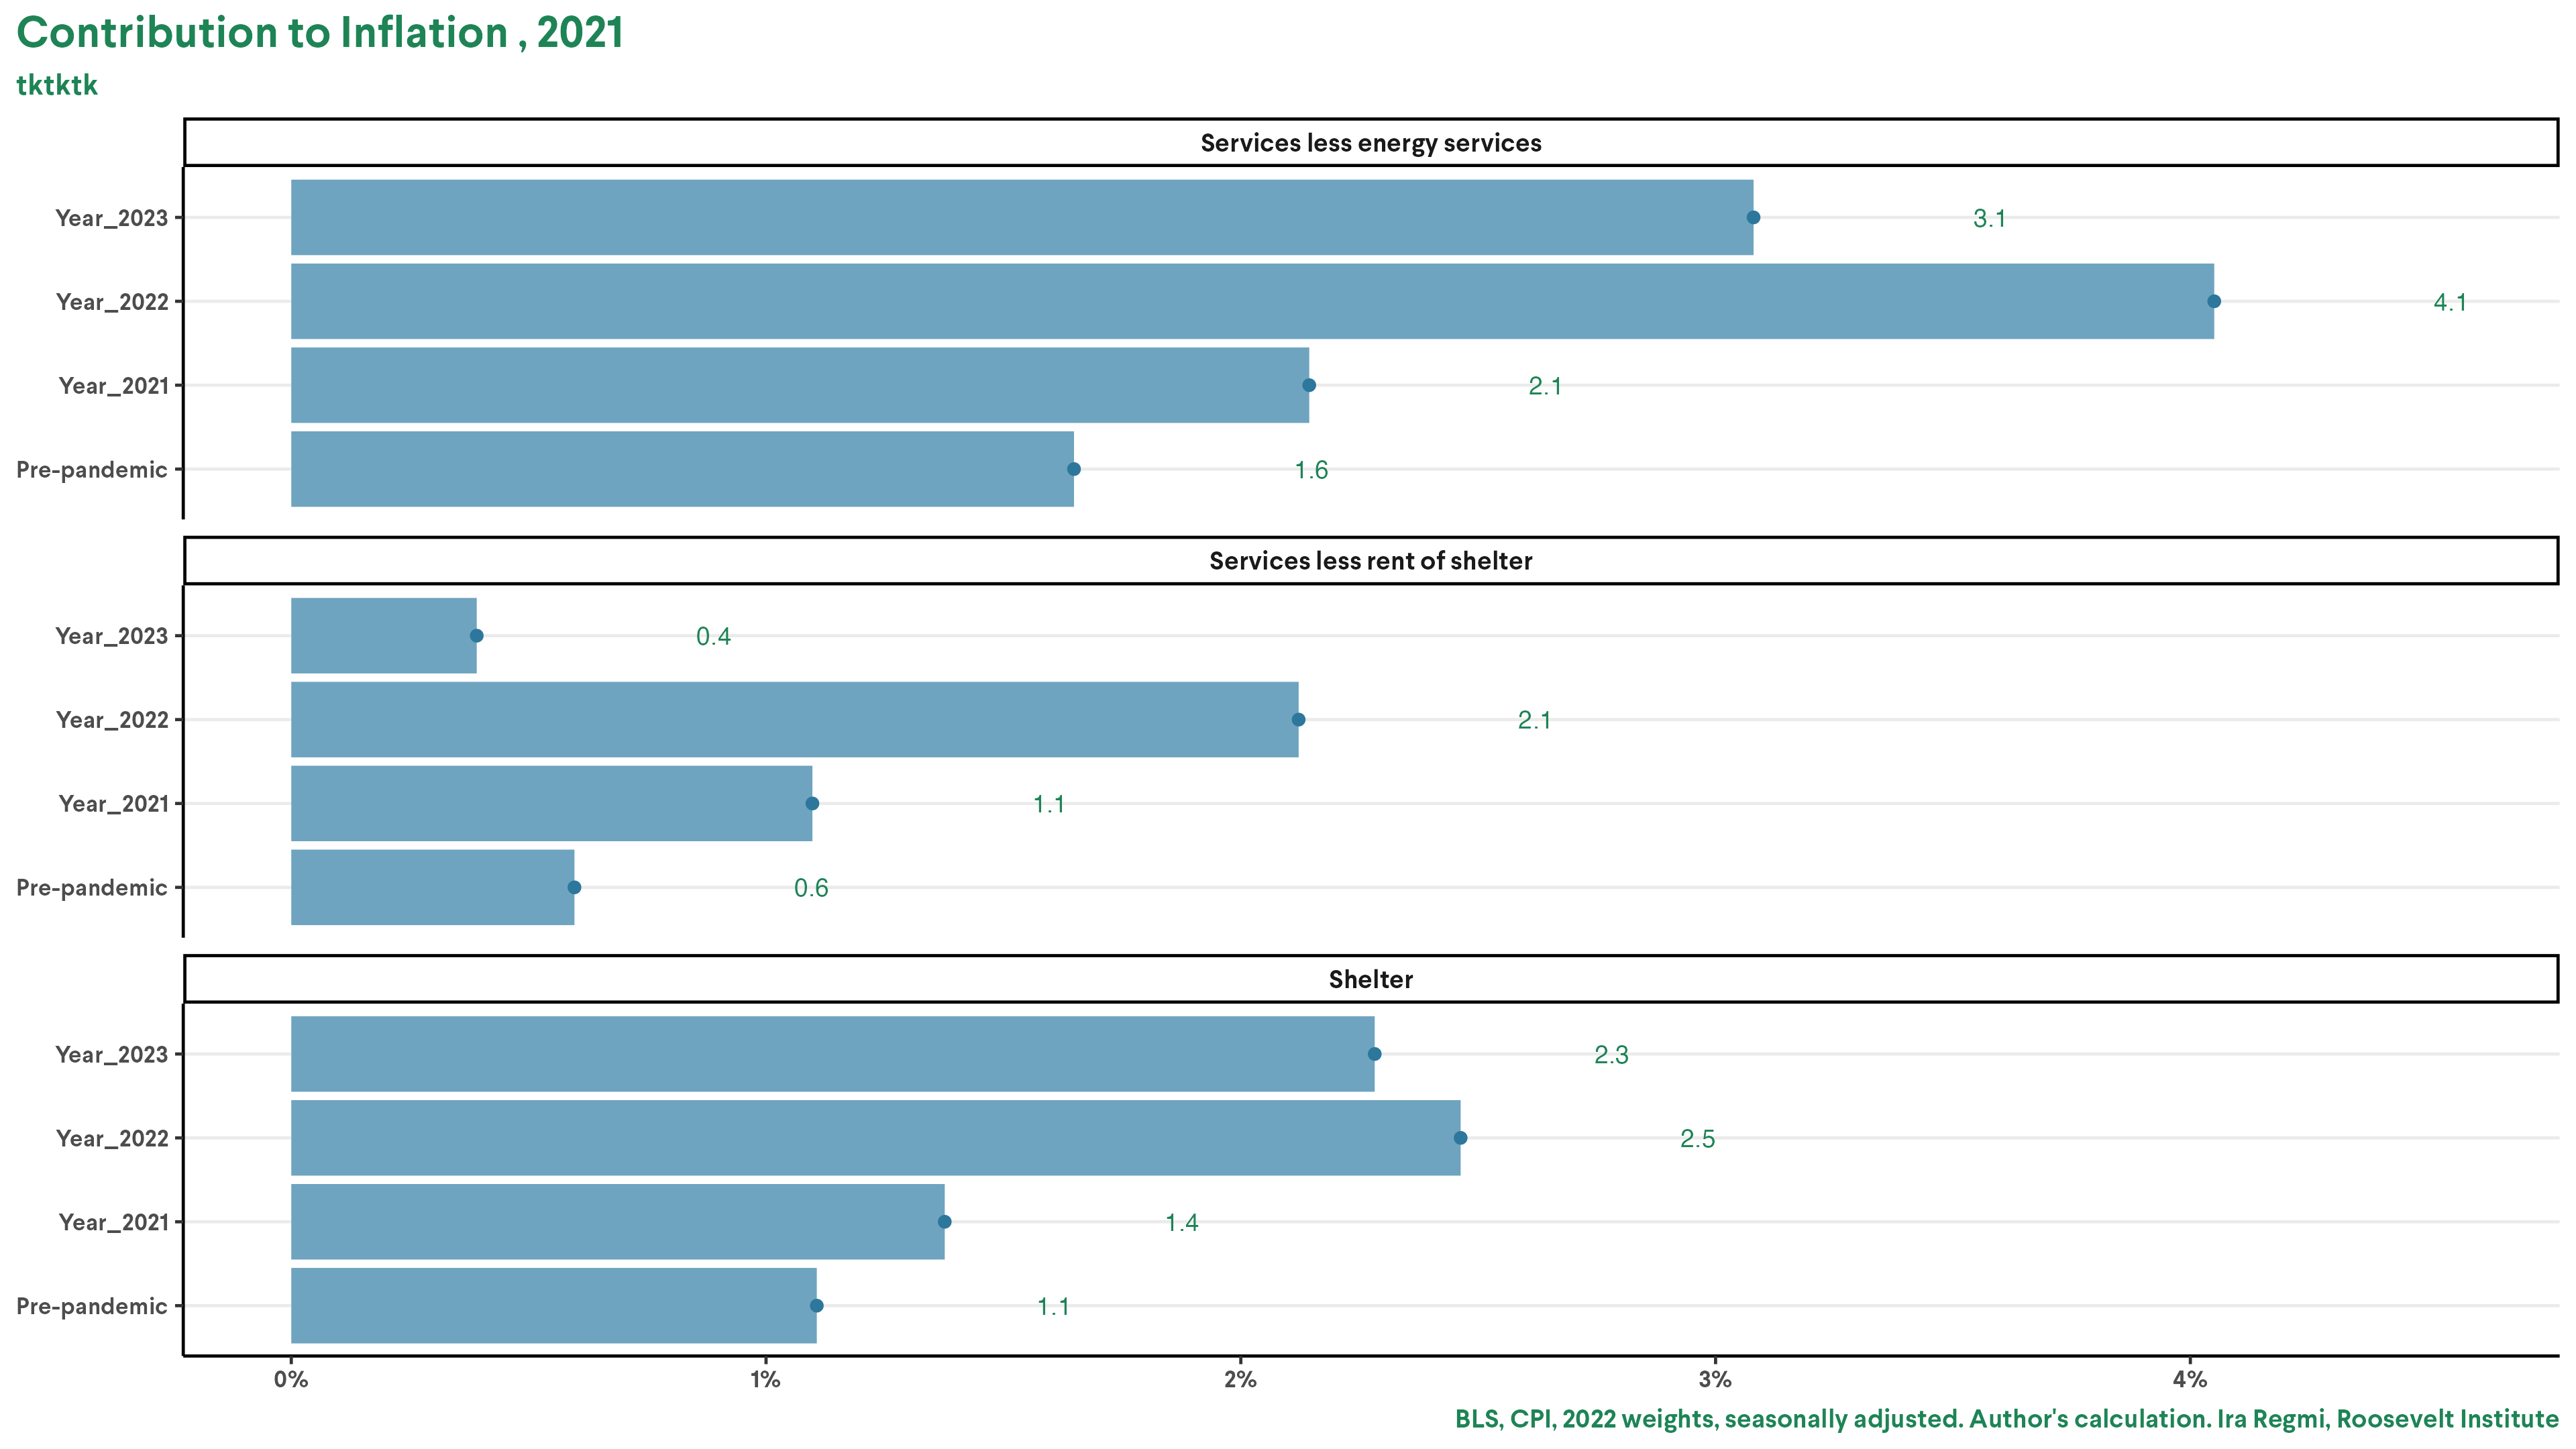 Contribution to Inflation , 2021
tktktk
Services less energy services
Year_2023 3.1
Year_2022 4.1
Year_2021 2.1
Pre-pandemic 1.6
Services less rent of shelter
Year_2023 0.4
Year_2022 2.1
Year_2021 1.1
Pre-pandemic 0.6
Shelter
Year_2023 2.3
Year_2022 2.5
Year_2021 1.4
Pre-pandemic 1.1
0% 1% 2% 3% 4%
BLS, CPI, 2022 weights, seasonally adjusted. Author's calculation. Ira Regmi, Roosevelt Institute